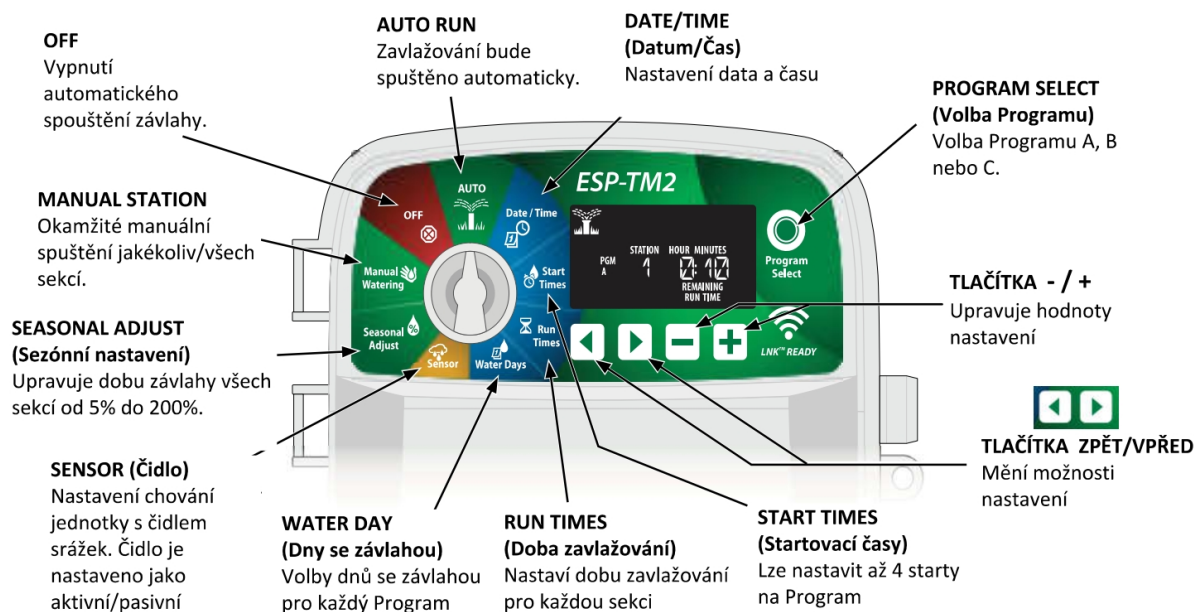 OFF
Vypnutí
automatického
spouštění závlahy.
AUTO RUN
Zavlažování bude
spuštěno automaticky.
DATE/TIME
(Datum/Čas)
Nastavení data a času
PROGRAM SELECT
(Volba Programu)
Volba Programu A, B
nebo C.
MANUAL STATION
Okamžité manuální
spuštění jakékoliv/všech
sekcí.
SEASONAL ADJUST
(Sezónní nastavení)
Upravuje dobu závlahy všech
sekcí od 5% do 200%.
OFF
AUTO
Date / Time
Start
Times
Run
Times
Water Days
Sensor
Seasonal
Adjust
%
Manual
Watering
ESP-TM2
STATION HOUR MINUTES
PGM
A
1 0:10
REMAINING
RUN TIME
Program
Select
LNK™ READY
TLAČÍTKA - / +
Upravuje hodnoty
nastavení
TLAČÍTKA ZPĚT/VPŘED
Mění možnosti
nastavení
SENSOR (Čidlo)
Nastavení chování
jednotky s čidlem
srážek. Čidlo je
nastaveno jako
aktivní/pasivní
WATER DAY
(Dny se závlahou)
Volby dnů se závlahou
pro každý Program
RUN TIMES
(Doba zavlažování)
Nastaví dobu zavlažování
pro každou sekci
START TIMES
(Startovací časy)
Lze nastavit až 4 starty
na Program